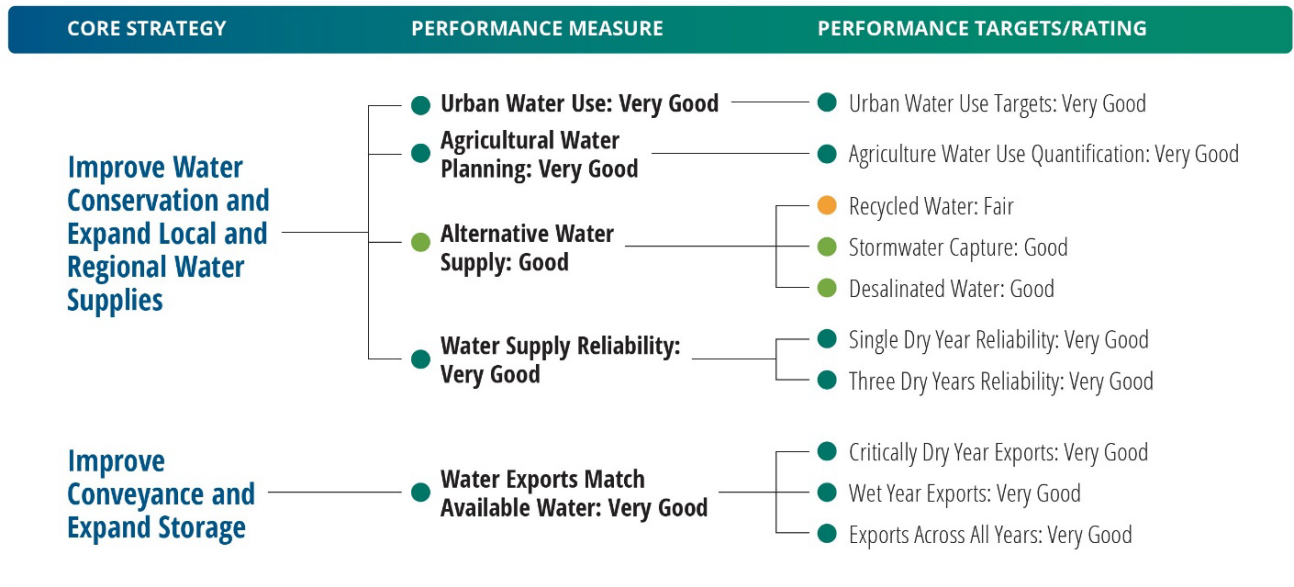 CORE STRATEGY
PERFORMANCE MEASURE
PERFORMANCE TARGETS/RATING
Improve Water
Conservation and
Expand Local and
Regional Water
Supplies
Urban Water Use: Very Good
Urban Water Use Targets: Very Good
Agricultural Water
Planning: Very Good
Agriculture Water Use Quantification: Very Good
Alternative Water
Supply: Good
Recycled Water: Fair
Stormwater Capture: Good
Desalinated Water: Good
Water Supply Reliability:
Very Good
Single Dry Year Reliability: Very Good
Three Dry Years Reliability: Very Good
Improve
Conveyance and
Expand Storage
Water Exports Match
Available Water: Very Good
Critically Dry Year Exports: Very Good
Wet Year Exports: Very Good
Exports Across All Years: Very Good